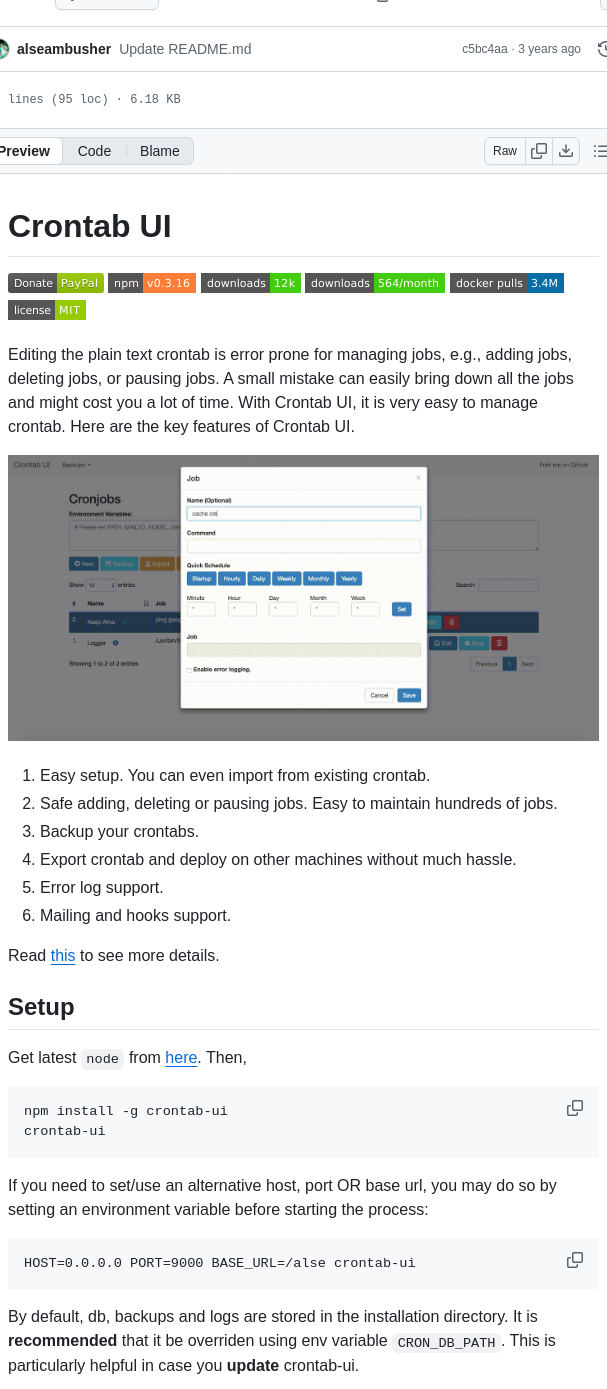 alseambusher Update README.md c5bc4aa · 3 years ago
lines (95 loc) · 6.18 KB
Preview Code Blame Raw
Crontab UI
Donate PayPal npm v0.3.16 downloads 12k downloads 564/month docker pulls 3.4M
license MIT
Editing the plain text crontab is error prone for managing jobs, e.g., adding jobs,
deleting jobs, or pausing jobs. A small mistake can easily bring down all the jobs
and might cost you a lot of time. With Crontab UI, it is very easy to manage
crontab. Here are the key features of Crontab UI.
Crontab UI Backups Fork me on Github
Job
Cronjobs
Name (Optional)
Environment Variables:
cache cle
# Please set PATH, MAILTO, HOME...
Command
New Backup Import
Quick Schedule
Startup Hourly Daily Weekly Monthly Yearly
Show 10 entries Search:
Minute Hour Day Month Week
# Name Job
* * * * * Set
2. Keep Alive ping
Job
1. Logger Edit Stop
Showing 1 to 2 of 2 entries
Enable error logging.
Previous 1 Next
Cancel Save
1. Easy setup. You can even import from existing crontab.
2. Safe adding, deleting or pausing jobs. Easy to maintain hundreds of jobs.
3. Backup your crontabs.
4. Export crontab and deploy on other machines without much hassle.
5. Error log support.
6. Mailing and hooks support.
Read this to see more details.
Setup
Get latest node from here. Then,
npm install -g crontab-ui
crontab-ui
If you need to set/use an alternative host, port OR base url, you may do so by
setting an environment variable before starting the process:
HOST=0.0.0.0 PORT=9000 BASE_URL=/alse crontab-ui
By default, db, backups and logs are stored in the installation directory. It is
recommended that it be overriden using env variable CRON_DB_PATH. This is
particularly helpful in case you update crontab-ui.